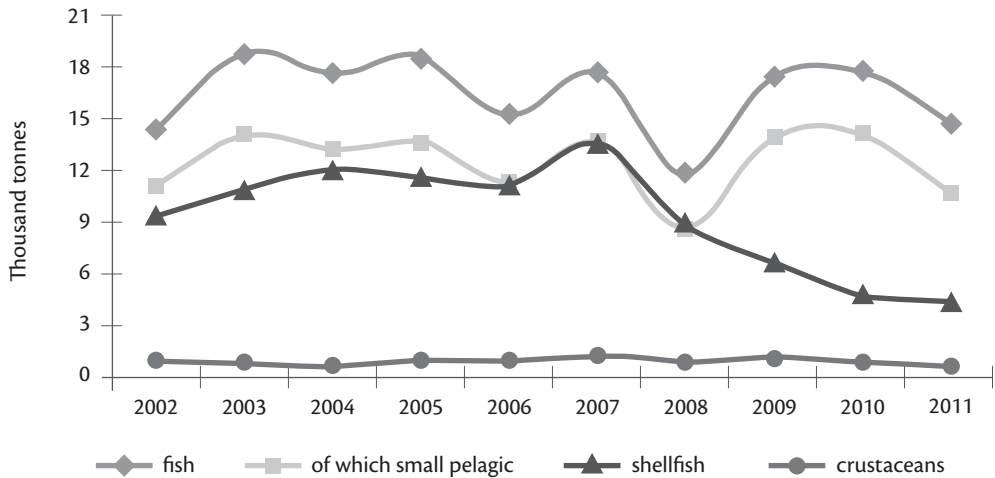 Thousand tonnes
21
18
15
12
9
6
3
0
2002 2003 2004 2005 2006 2007 2008 2009 2010 2011
fish of which small pelagic shellfish crustaceans